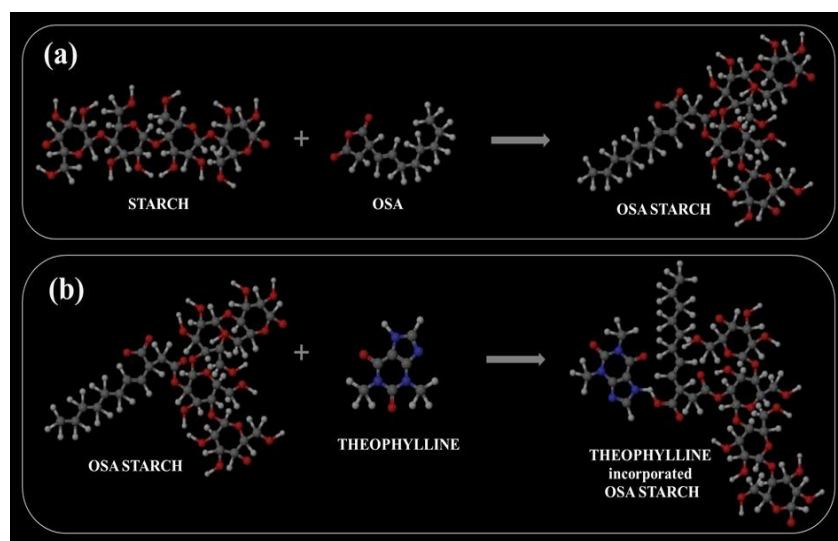 (a)
+
STARCH
OSA
OSA STARCH
(b)
+
OSA STARCH
THEOPHYLLINE
THEOPHYLLINE
incorporated
OSA STARCH